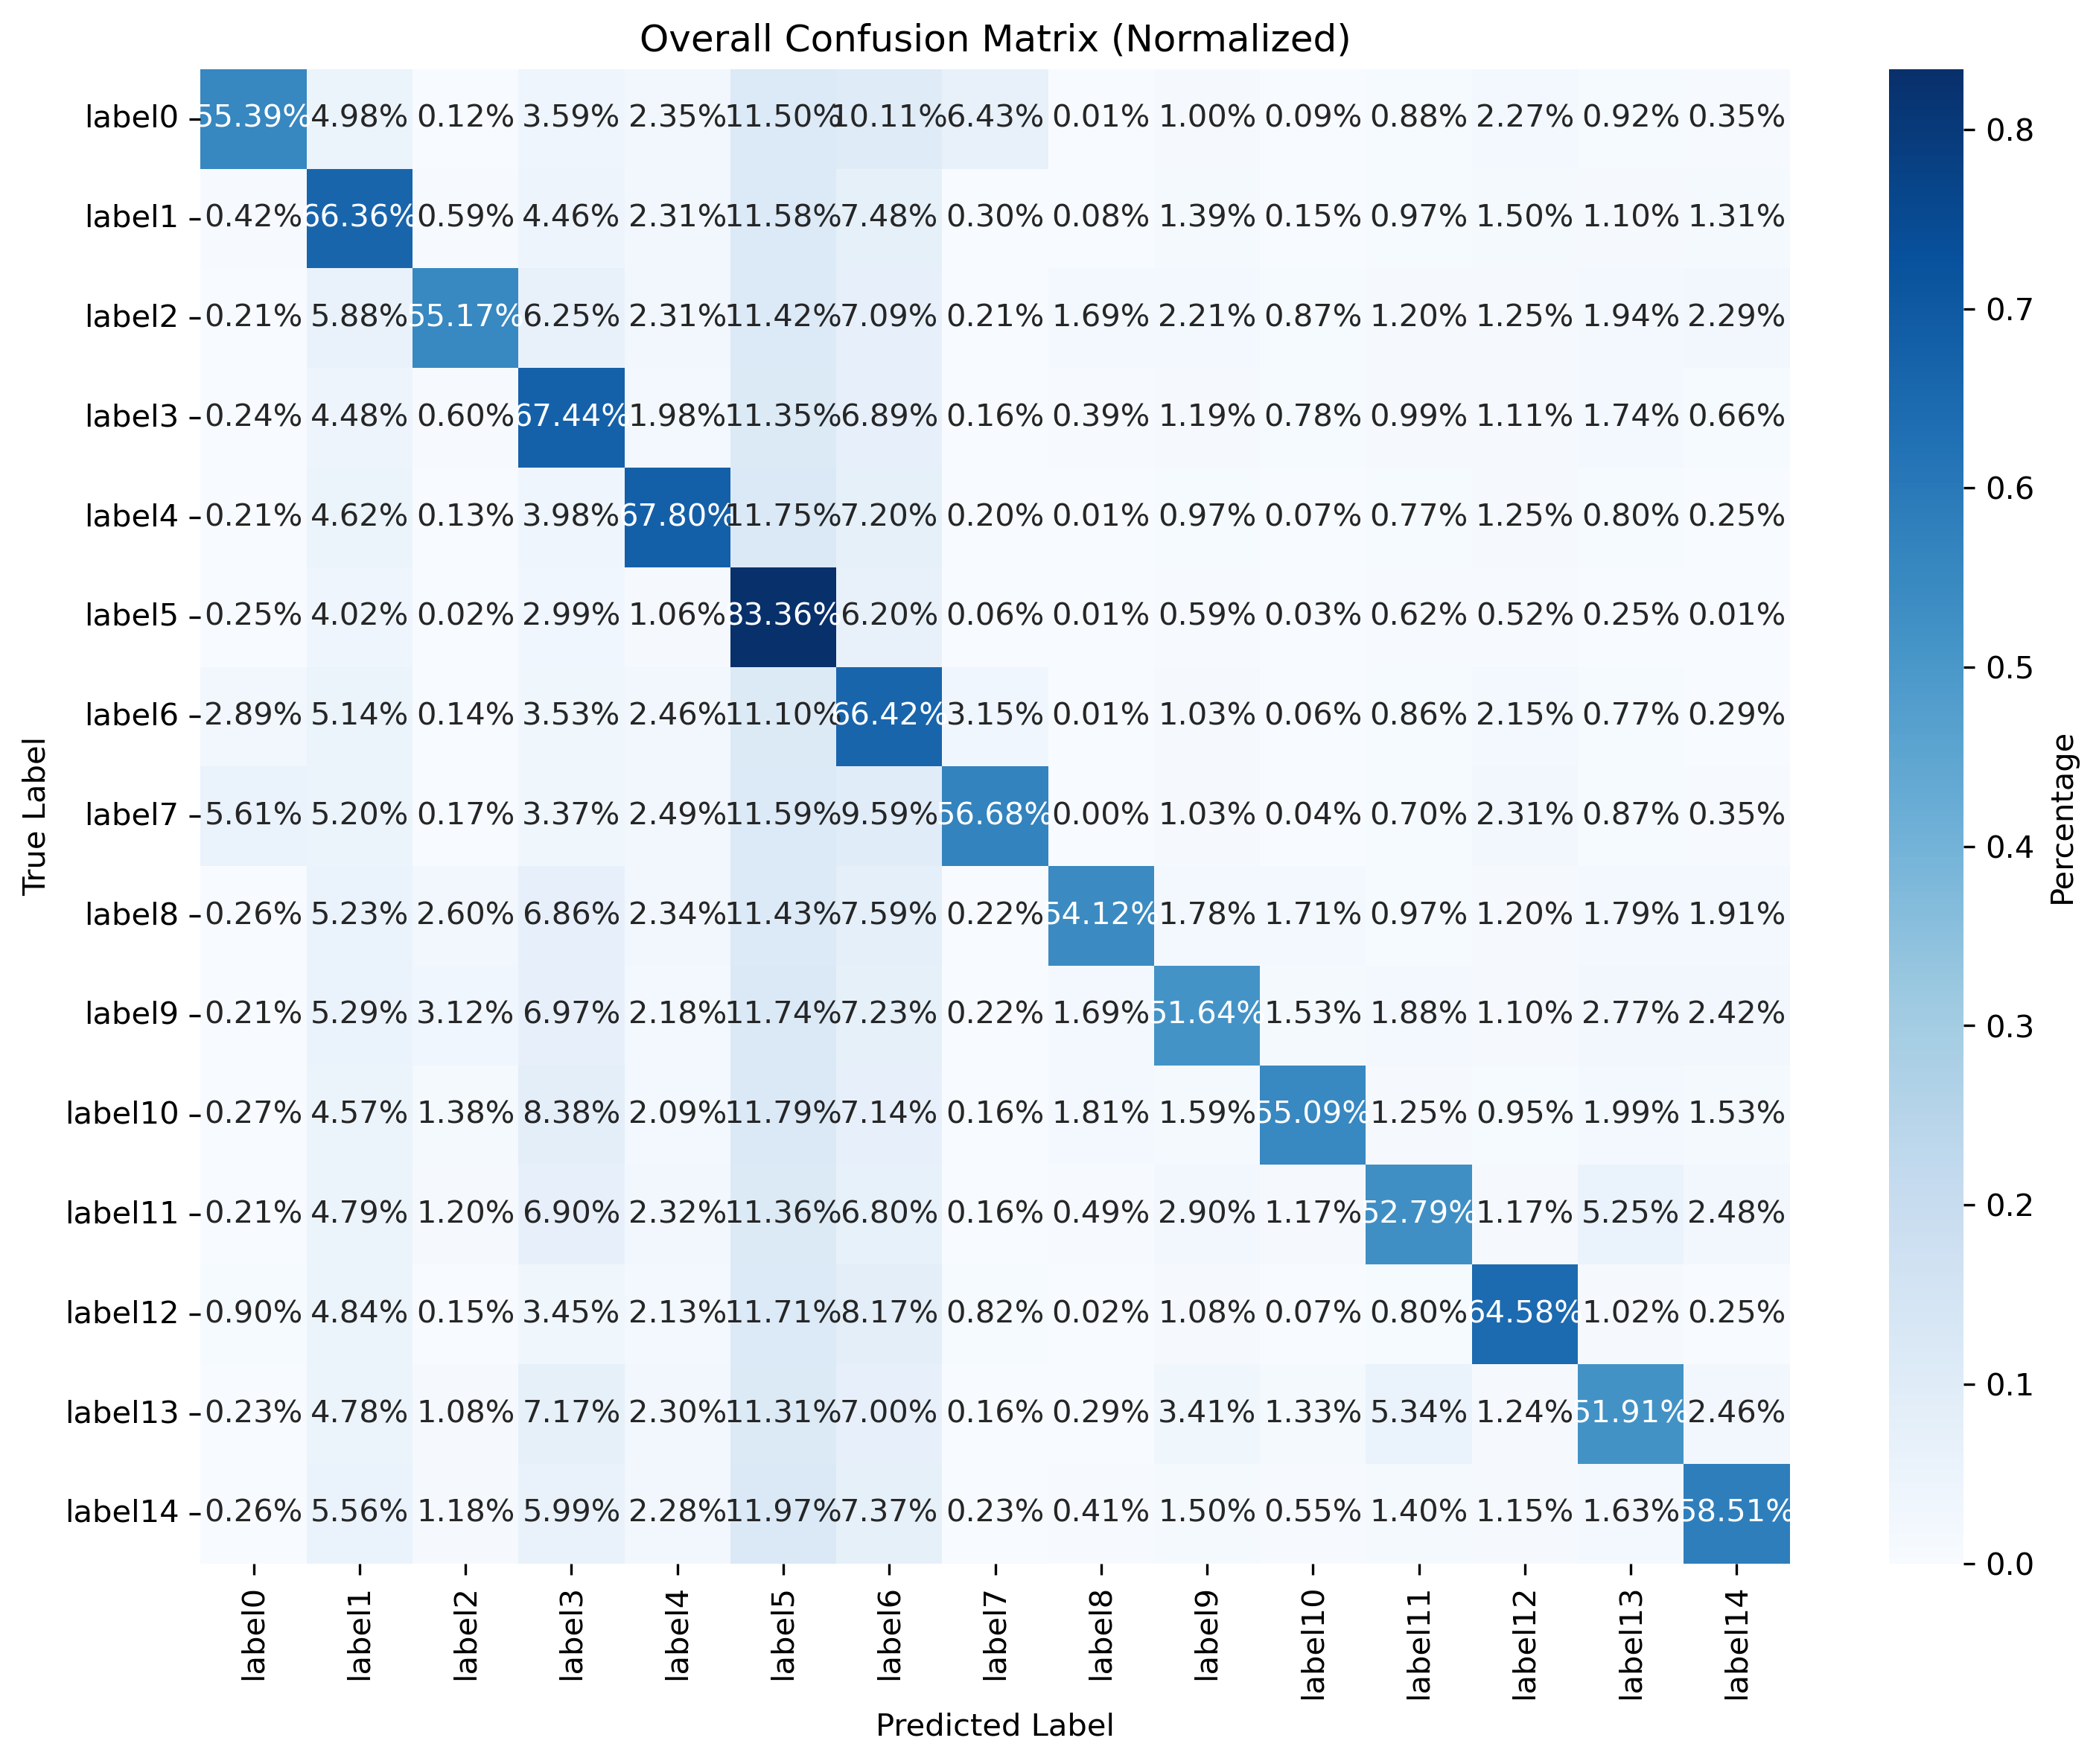 Overall Confusion Matrix (Normalized)
label0 55.39% 4.98% 0.12% 3.59% 2.35% 11.50% 10.11% 6.43% 0.01% 1.00% 0.09% 0.88% 2.27% 0.92% 0.35%
label1 0.42% 66.36% 0.59% 4.46% 2.31% 11.58% 7.48% 0.30% 0.08% 1.39% 0.15% 0.97% 1.50% 1.10% 1.31%
label2 0.21% 5.88% 55.17% 6.25% 2.31% 11.42% 7.09% 0.21% 1.69% 2.21% 0.87% 1.20% 1.25% 1.94% 2.29%
label3 0.24% 4.48% 0.60% 67.44% 1.98% 11.35% 6.89% 0.16% 0.39% 1.19% 0.78% 0.99% 1.11% 1.74% 0.66%
label4 0.21% 4.62% 0.13% 3.98% 67.80% 11.75% 7.20% 0.20% 0.01% 0.97% 0.07% 0.77% 1.25% 0.80% 0.25%
label5 0.25% 4.02% 0.02% 2.99% 1.06% 83.36% 6.20% 0.06% 0.01% 0.59% 0.03% 0.62% 0.52% 0.25% 0.01%
label6 2.89% 5.14% 0.14% 3.53% 2.46% 11.10% 66.42% 3.15% 0.01% 1.03% 0.06% 0.86% 2.15% 0.77% 0.29%
label7 5.61% 5.20% 0.17% 3.37% 2.49% 11.59% 9.59% 56.68% 0.00% 1.03% 0.04% 0.70% 2.31% 0.87% 0.35%
label8 0.26% 5.23% 2.60% 6.86% 2.34% 11.43% 7.59% 0.22% 54.12% 1.78% 1.71% 0.97% 1.20% 1.79% 1.91%
label9 0.21% 5.29% 3.12% 6.97% 2.18% 11.74% 7.23% 0.22% 1.69% 51.64% 1.53% 1.88% 1.10% 2.77% 2.42%
label10 0.27% 4.57% 1.38% 8.38% 2.09% 11.79% 7.14% 0.16% 1.81% 1.59% 55.09% 1.25% 0.95% 1.99% 1.53%
label11 0.21% 4.79% 1.20% 6.90% 2.32% 11.36% 6.80% 0.16% 0.49% 2.90% 1.17% 52.79% 1.17% 5.25% 2.48%
label12 0.90% 4.84% 0.15% 3.45% 2.13% 11.71% 8.17% 0.82% 0.02% 1.08% 0.07% 0.80% 64.58% 1.02% 0.25%
label13 0.23% 4.78% 1.08% 7.17% 2.30% 11.31% 7.00% 0.16% 0.29% 3.41% 1.33% 5.34% 1.24% 51.91% 2.46%
label14 0.26% 5.56% 1.18% 5.99% 2.28% 11.97% 7.37% 0.23% 0.41% 1.50% 0.55% 1.40% 1.15% 1.63% 58.51%
label0 label1 label2 label3 label4 label5 label6 label7 label8 label9 label10 label11 label12 label13 label14
Predicted Label
True Label
0.8
0.7
0.6
0.5
0.4
0.3
0.2
0.1
0.0
Percentage